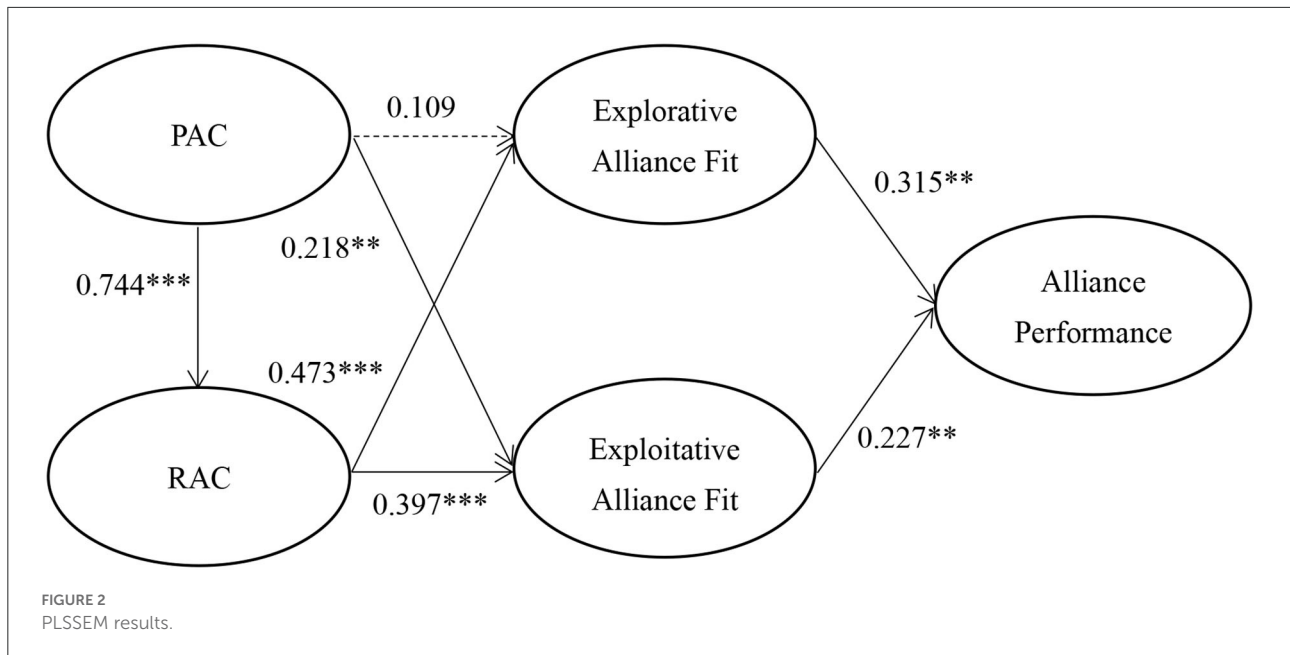 0.109
PAC
Explorative
Alliance Fit
0.315**
0.218**
0.744***
Alliance
Performance
0.473***
0.227**
RAC
Exploitative
Alliance Fit
0.397***
FIGURE 2
PLSSEM results.